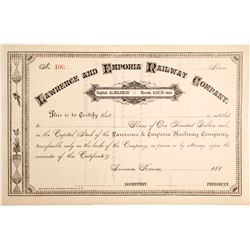 No. 100
Shares
LAWRENCE AND EMPORIA RAILWAY COMPANY.
Capital, $1,000,000.00 Shares, $100.00 each.
This is to Certify that is entitled
to Shares of One Hundred Dollars each,
in the Capital Stock of the Lawrence & Emporia Railway Company,
transferable only on the books of the Company, in person or by attorney upon the
surrender of this Certificate.
Lawrence, Kansas, 188
SECRETARY. PRESIDENT.